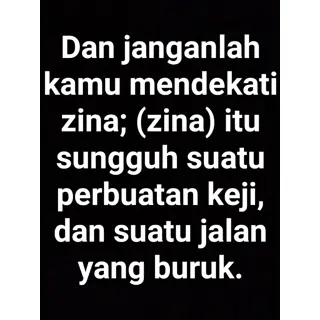 Dan janganlah
kamu mendekati
zina; (zina) itu
sungguh suatu
perbuatan keji,
dan suatu jalan
yang buruk.